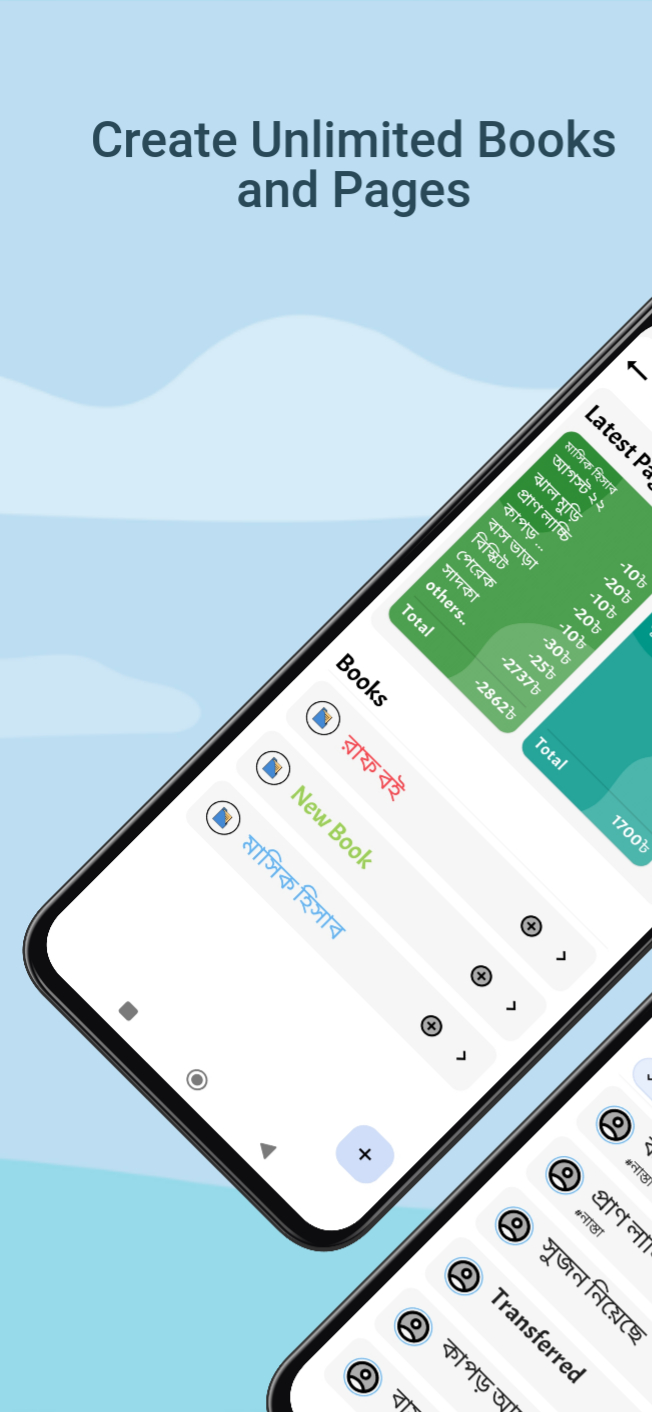 Create Unlimited Books
and Pages
Latest
মাসিক হিসাব
আগস্ট ২২
ঝাল মুড়ি
প্রাণ লাচ্চি
কাপড় ...
বাস ভাড়া
বিস্কিট
পেরেক
সাদকা
others..
-10৳
-20৳
-10৳
-20৳
-10৳
-30৳
-25৳
-2737৳
Total
-2862৳
Total
1700৳
Books
রাফ বই
New Book
মাসিক হিসাব
#নাস্তা
প্রাণ
#নাস্তা
সুজন নিয়েছে
Transferred
কাপড়